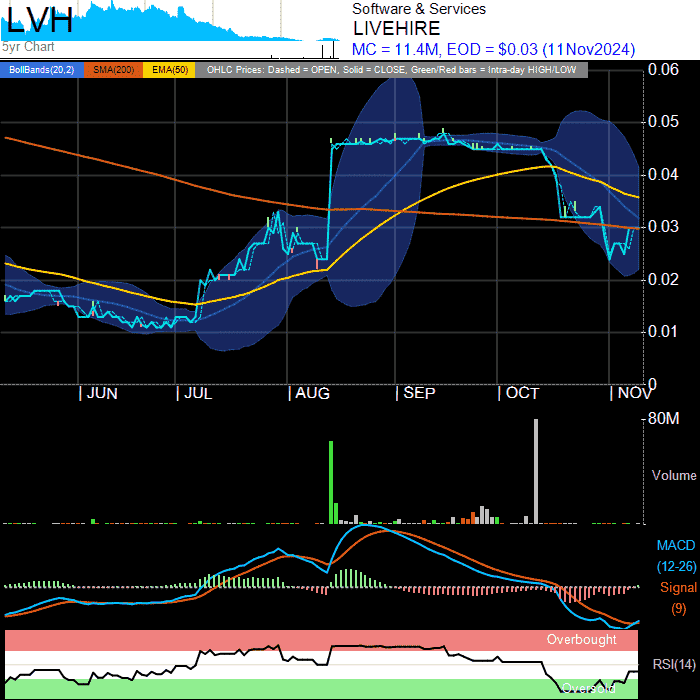 LVH
5yr Chart
Software & Services
LIVEHIRE
MC = 11.4M, EOD = $0.03 (11Nov2024)
BollBands(20,2) SMA(200) EMA(50) OHLC Prices: Dashed = OPEN, Solid = CLOSE, Green/Red bars = Intra-day HIGH/LOW
0.06
0.05
0.04
0.03
0.02
0.01
0
JUN JUL AUG SEP OCT NOV
80M
Volume
MACD
(12-26)
Signal
(9)
Overbought
RSI(14)
Oversold